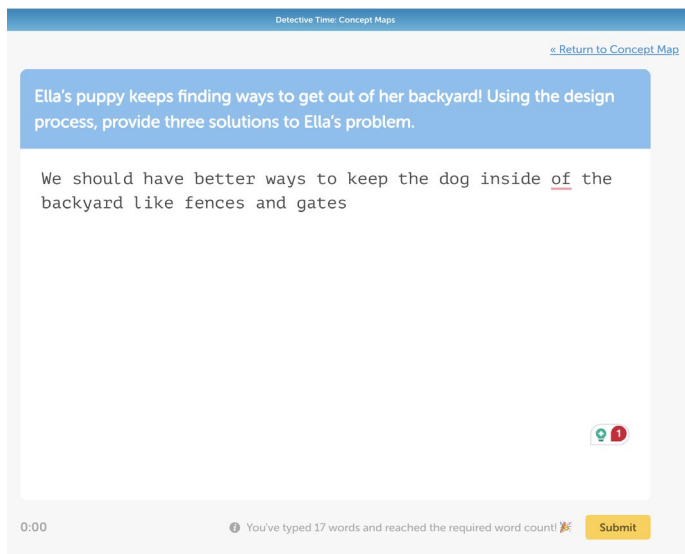 Detective Time: Concept Maps
« Return to Concept Map
Ella's puppy keeps finding ways to get out of her backyard! Using the design
process, provide three solutions to Ella's problem.
We should have better ways to keep the dog inside of the
backyard like fences and gates
1
0:00
You've typed 17 words and reached the required word count! 🎉
Submit